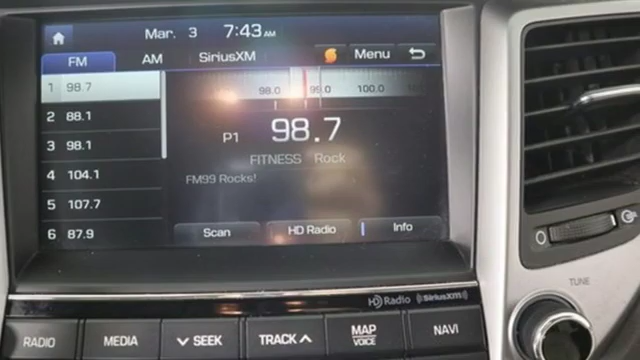 Mar. 3 7:43 AM
FM AM SiriusXM Menu
1 98.7
2 88.1
3 98.1
4 104.1
5 107.7
6 87.9
98.0 99.0 100.0
P1 98.7
FITNESS Rock
FM99 Rocks!
Scan HD Radio Info
HD Radio ((SiriusXM))
RADIO MEDIA SEEK TRACK MAP VOICE NAVI
TUNE